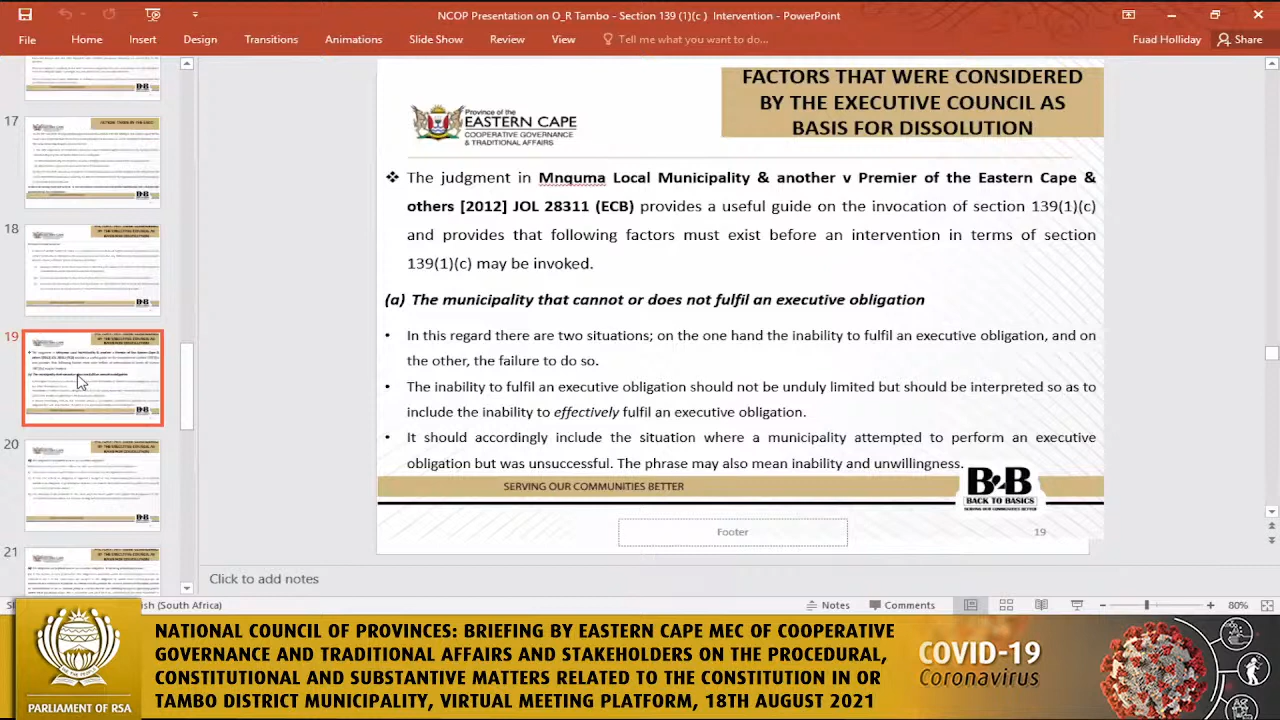 NCOP Presentation on O_R Tambo - Section 139 (1)(c ) Intervention - PowerPoint
File Home Insert Design Transitions Animations Slide Show Review View Tell me what you want to do... Fuad Holliday Share
17
18
19
20
21
Province of the
EASTERN CAPE
COOPERATIVE GOVERNANCE
& TRADITIONAL AFFAIRS
FACTORS THAT WERE CONSIDERED
BY THE EXECUTIVE COUNCIL AS
BASIS FOR RESOLUTION
❖ The judgment in Mnquma Local Municipality & another v Premier of the Eastern Cape &
others [2012] JOL 28311 (ECB) provides a useful guide on the invocation of section 139(1)(c)
and provides the following factors must exist before an intervention in terms of section
139(1)(c) may be invoked.
(a) The municipality that cannot or does not fulfil an executive obligation
• In this regard there are two situations; on the one hand the inability to fulfil an executive obligation, and on
the other the failure to do so.
• The inability to fulfil an executive obligation should not be unduly limited but should be interpreted so as to
include the inability to effectively fulfil an executive obligation.
• It should accordingly include the situation where a municipality intended to perform an executive
obligation but was unsuccessful. The phrase may also mean inability and unwillingness.
SERVING OUR COMMUNITIES BETTER
B2B
BACK TO BASICS
SERVING OUR COMMUNITIES BETTER
Footer
19
Click to add notes
(South Africa) Notes Comments 80%
PARLIAMENT OF RSA
NATIONAL COUNCIL OF PROVINCES: BRIEFING BY EASTERN CAPE MEC OF COOPERATIVE
GOVERNANCE AND TRADITIONAL AFFAIRS AND STAKEHOLDERS ON THE PROCEDURAL,
CONSTITUTIONAL AND SUBSTANTIVE MATTERS RELATED TO THE CONSTITUTION IN OR
TAMBO DISTRICT MUNICIPALITY, VIRTUAL MEETING PLATFORM, 18TH AUGUST 2021
COVID-19
Coronavirus